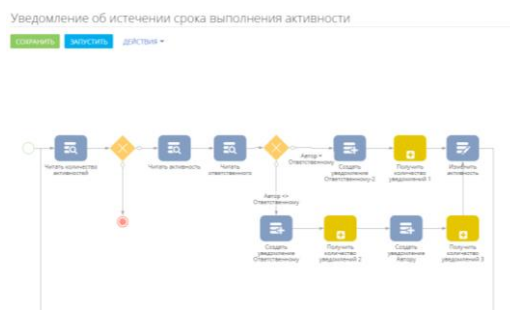 Уведомление об истечении срока выполнения активности
СОХРАНИТЬ ЗАПУСТИТЬ ДЕЙСТВИЯ
Читать количество
активностей
Читать активность
Читать
ответственного
Автор =
Ответственному
Создать
уведомление
Ответственному-2
Получить
количество
уведомлений 1
Изменить
активность
Автор <>
Ответственному
Создать
уведомление
Ответственному
Получить
количество
уведомлений 2
Создать
уведомление
Автору
Получить
количество
уведомлений 3